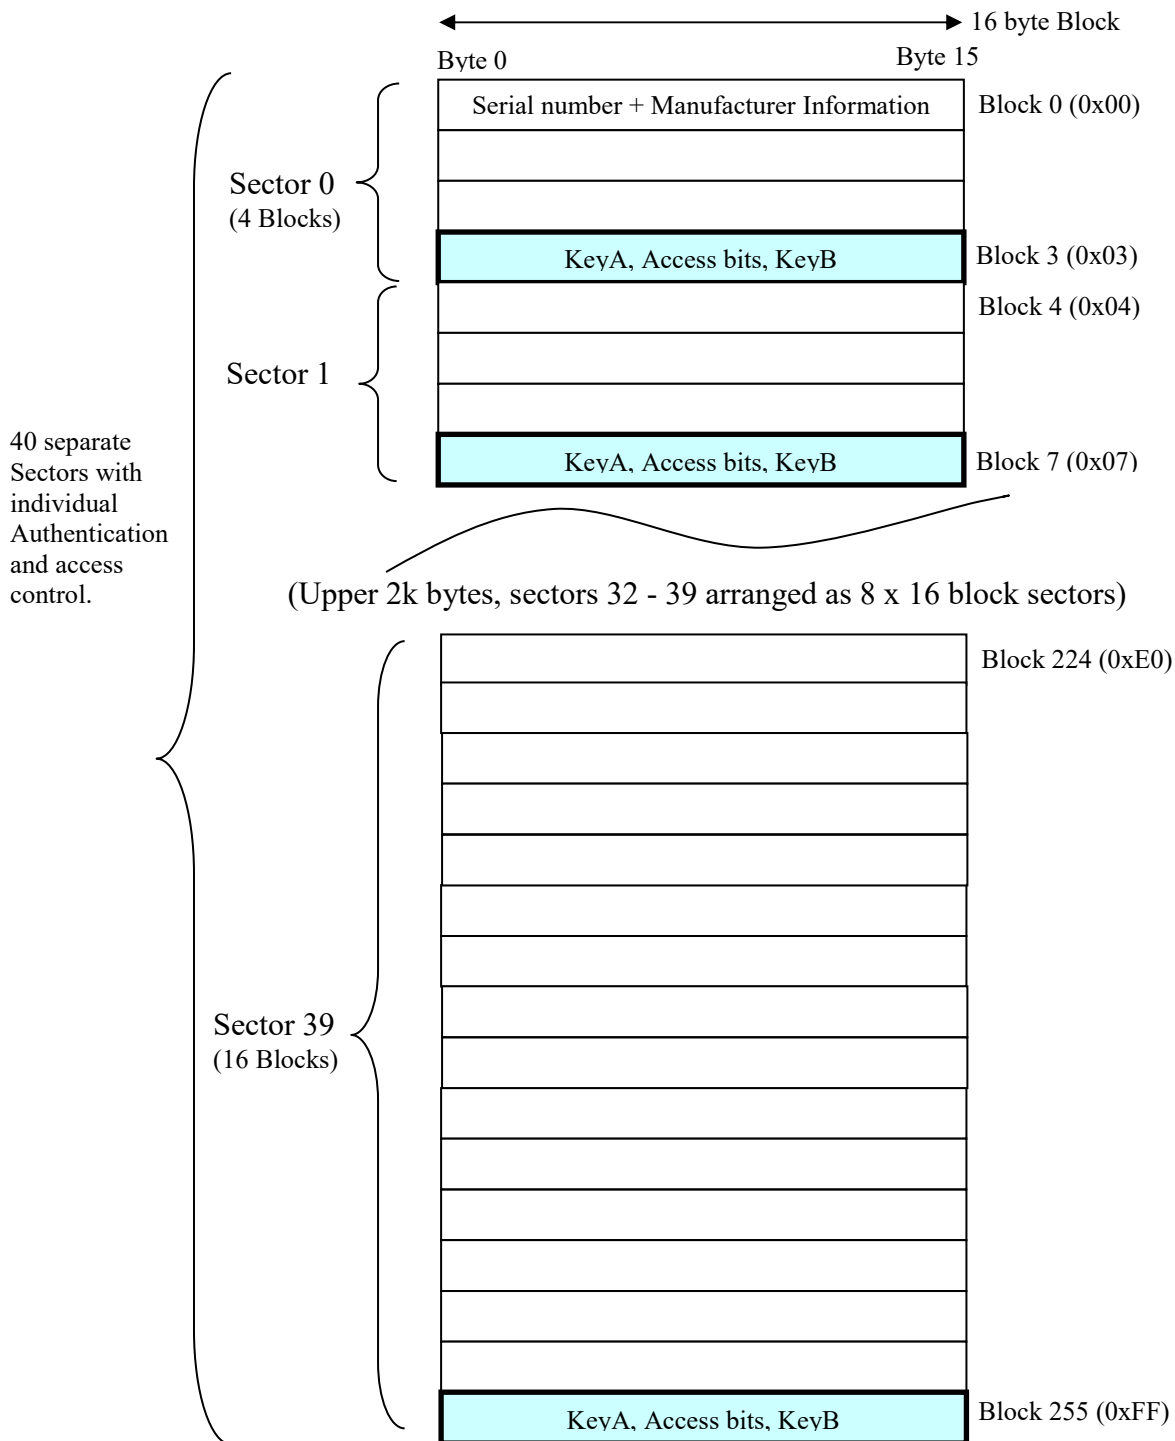 16 byte Block
Byte 0
Byte 15
Serial number + Manufacturer Information
Block 0 (0x00)
Sector 0
(4 Blocks)
KeyA, Access bits, KeyB
Block 3 (0x03)
Block 4 (0x04)
Sector 1
40 separate
Sectors with
individual
Authentication
and access
control.
KeyA, Access bits, KeyB
Block 7 (0x07)
(Upper 2k bytes, sectors 32 - 39 arranged as 8 x 16 block sectors)
Block 224 (0xE0)
Sector 39
(16 Blocks)
KeyA, Access bits, KeyB
Block 255 (0xFF)